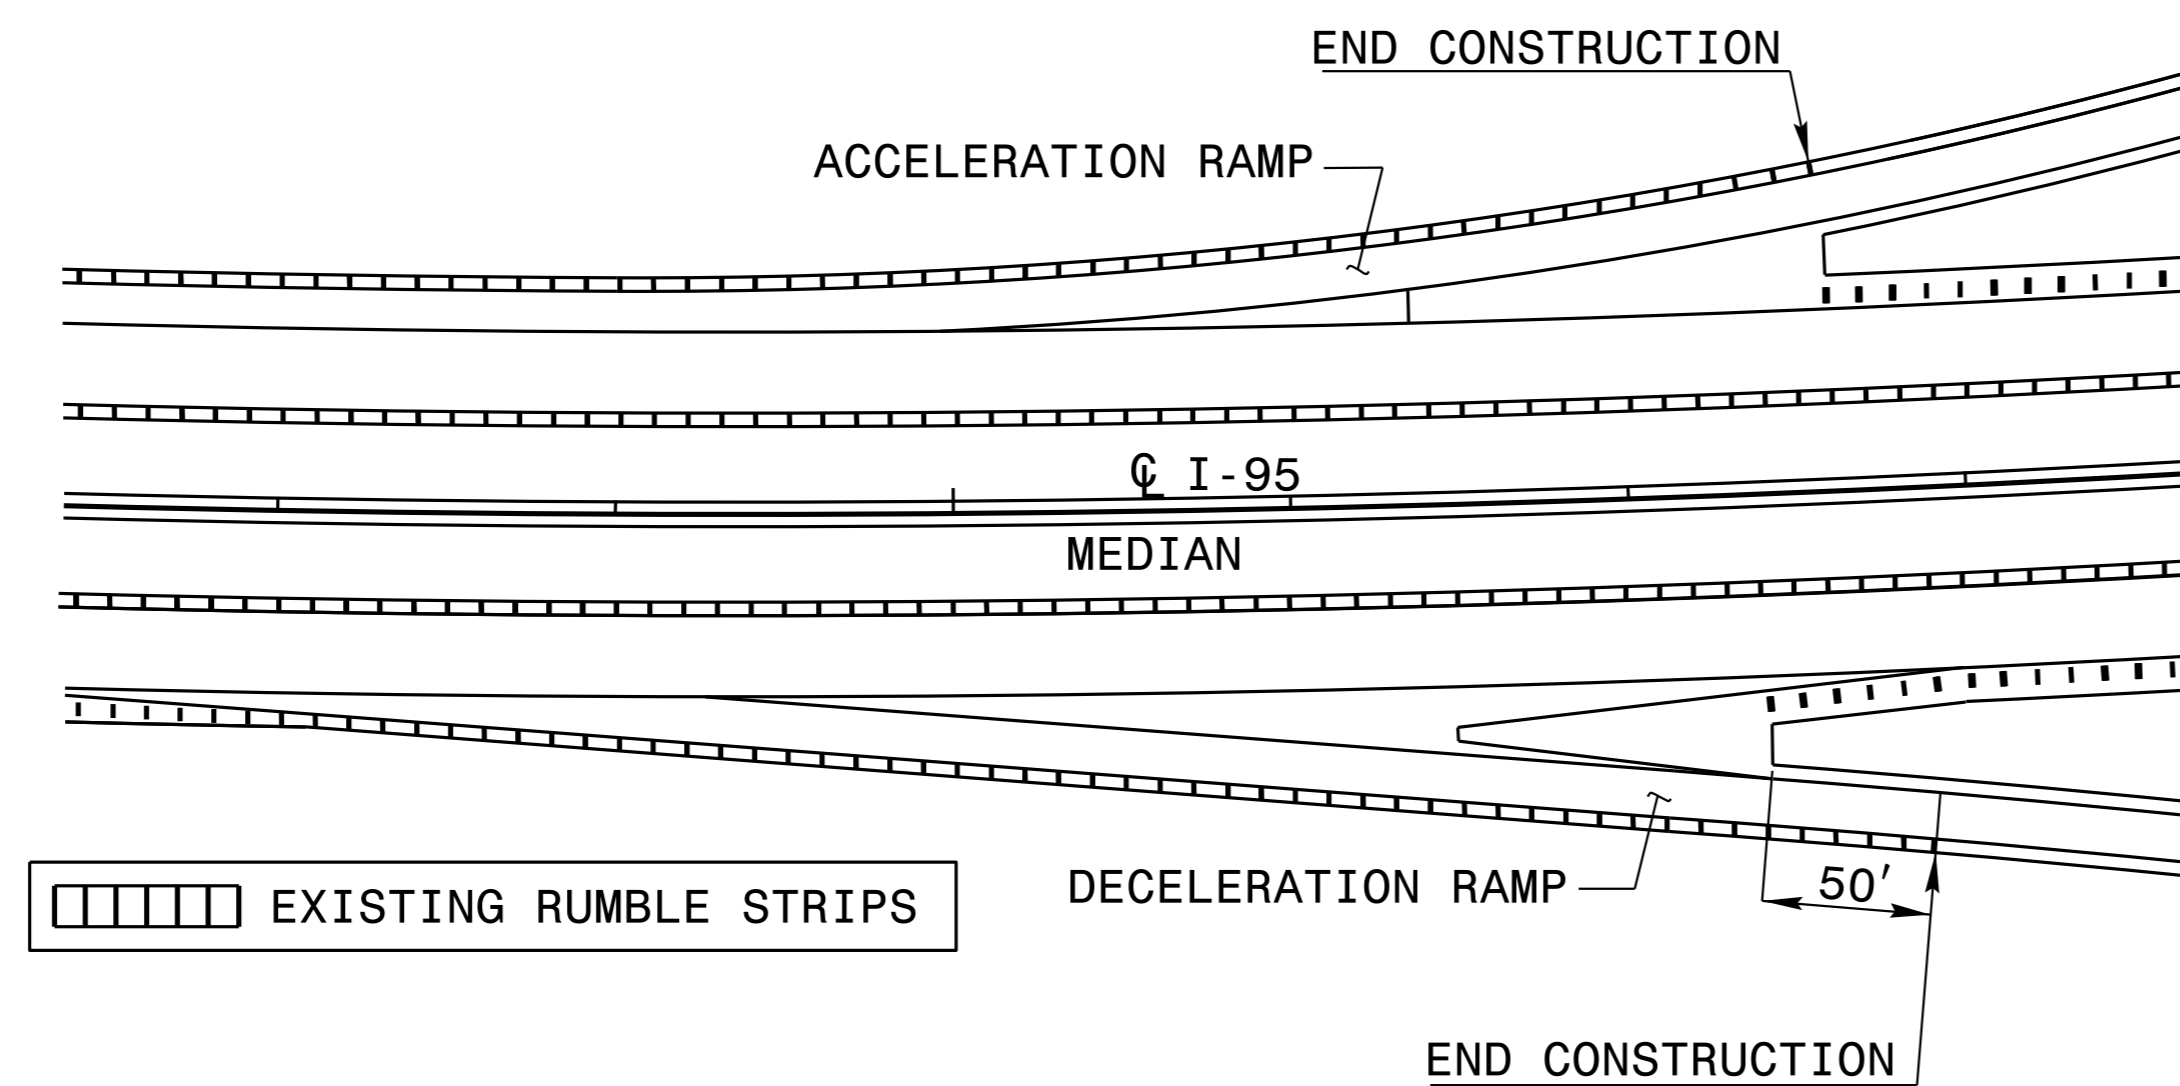 END CONSTRUCTION
ACCELERATION RAMP
℄ I-95
MEDIAN
DECELERATION RAMP
50'
EXISTING RUMBLE STRIPS
END CONSTRUCTION